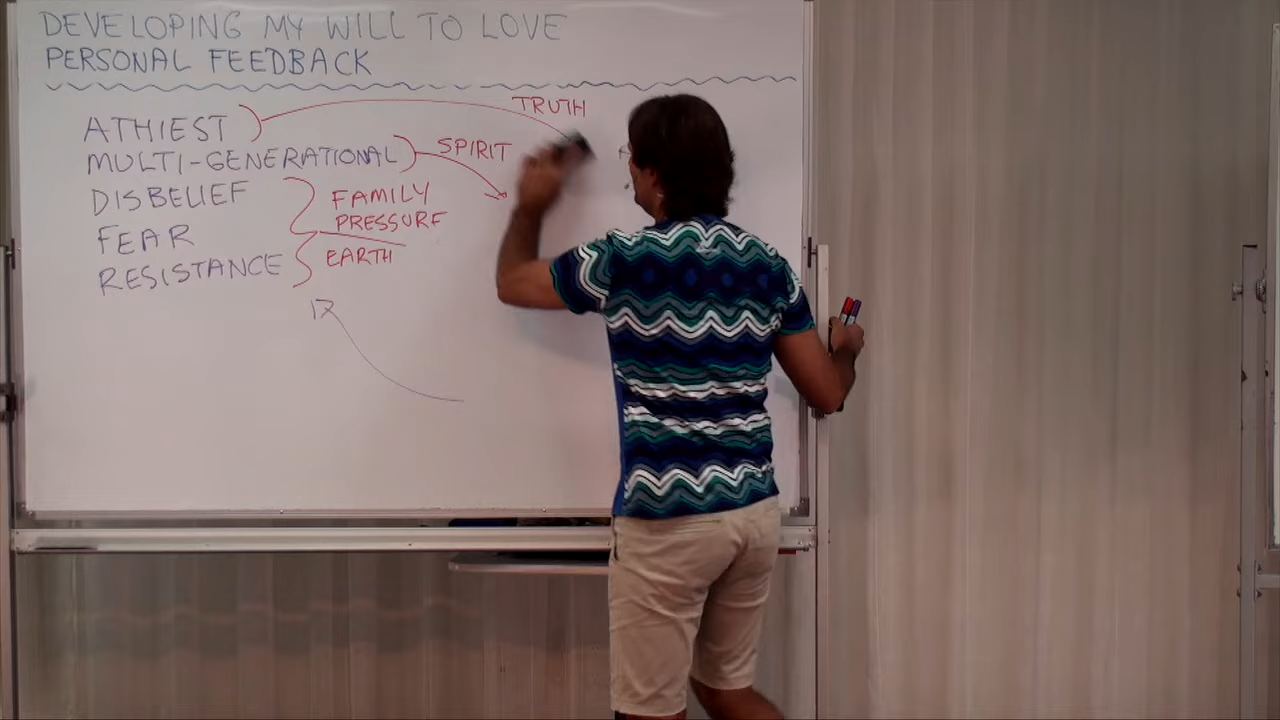 DEVELOPING MY WILL TO LOVE
PERSONAL FEEDBACK
ATHIEST
TRUTH
MULTI-GENERATIONAL
SPIRIT
DISBELIEF
FAMILY
PRESSURE
FEAR
RESISTANCE
EARTH